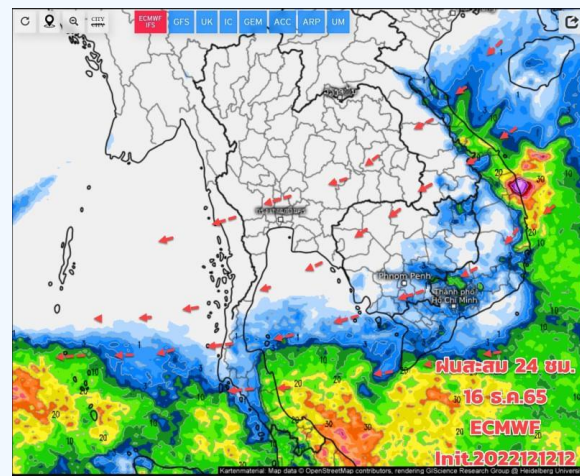 CITY
CITY
ECMWF
IFS
GFS
UK
IC
GEM
ACC
ARP
UM
Phnom Penh
Thành phố
Hồ Chí Minh
ฝนสะสม 24 ชม.
16 ธ.ค.65
ECMWF
Init.2022121212
Kartenmaterial Map data © OpenStreetMap contributors, rendering GIScience Research Group @ Heidelberg Univers